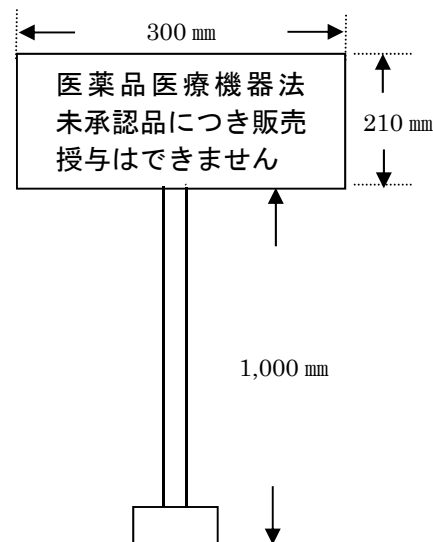 300 ㎜
医薬品医療機器法
未承認品につき販売
授与はできません
210 ㎜
1,000 ㎜